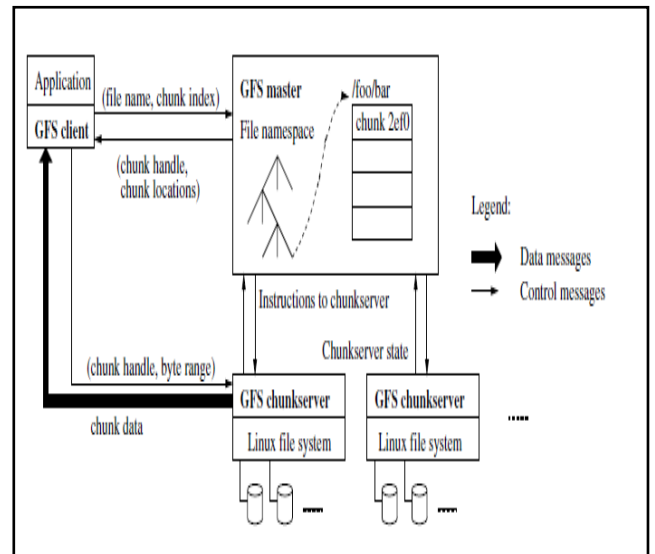 Application
GFS client
(file name, chunk index)
(chunk handle,
chunk locations)
GFS master
File namespace
/foo/bar
chunk 2ef0
Legend:
Data messages
Control messages
Instructions to chunkserver
Chunkserver state
(chunk handle, byte range)
chunk data
GFS chunkserver
Linux file system
GFS chunkserver
Linux file system